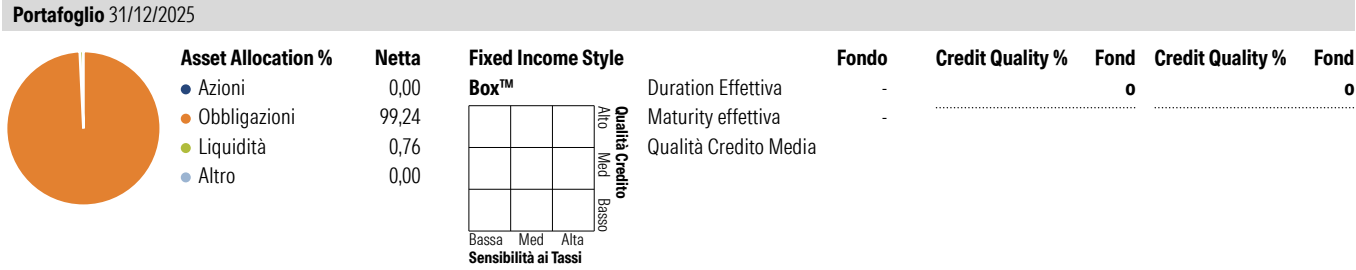 Portafoglio 31/12/2025
Asset Allocation % Netta
Azioni 0,00
Obbligazioni 99,24
Liquidità 0,76
Altro 0,00
Fixed Income Style
Box™
Alto Med Basso
Qualità Credito
Bassa Med Alta
Sensibilità ai Tassi
Fondo
Duration Effettiva -
Maturity effettiva -
Qualità Credito Media
Credit Quality % Fond
o
Credit Quality % Fond
o